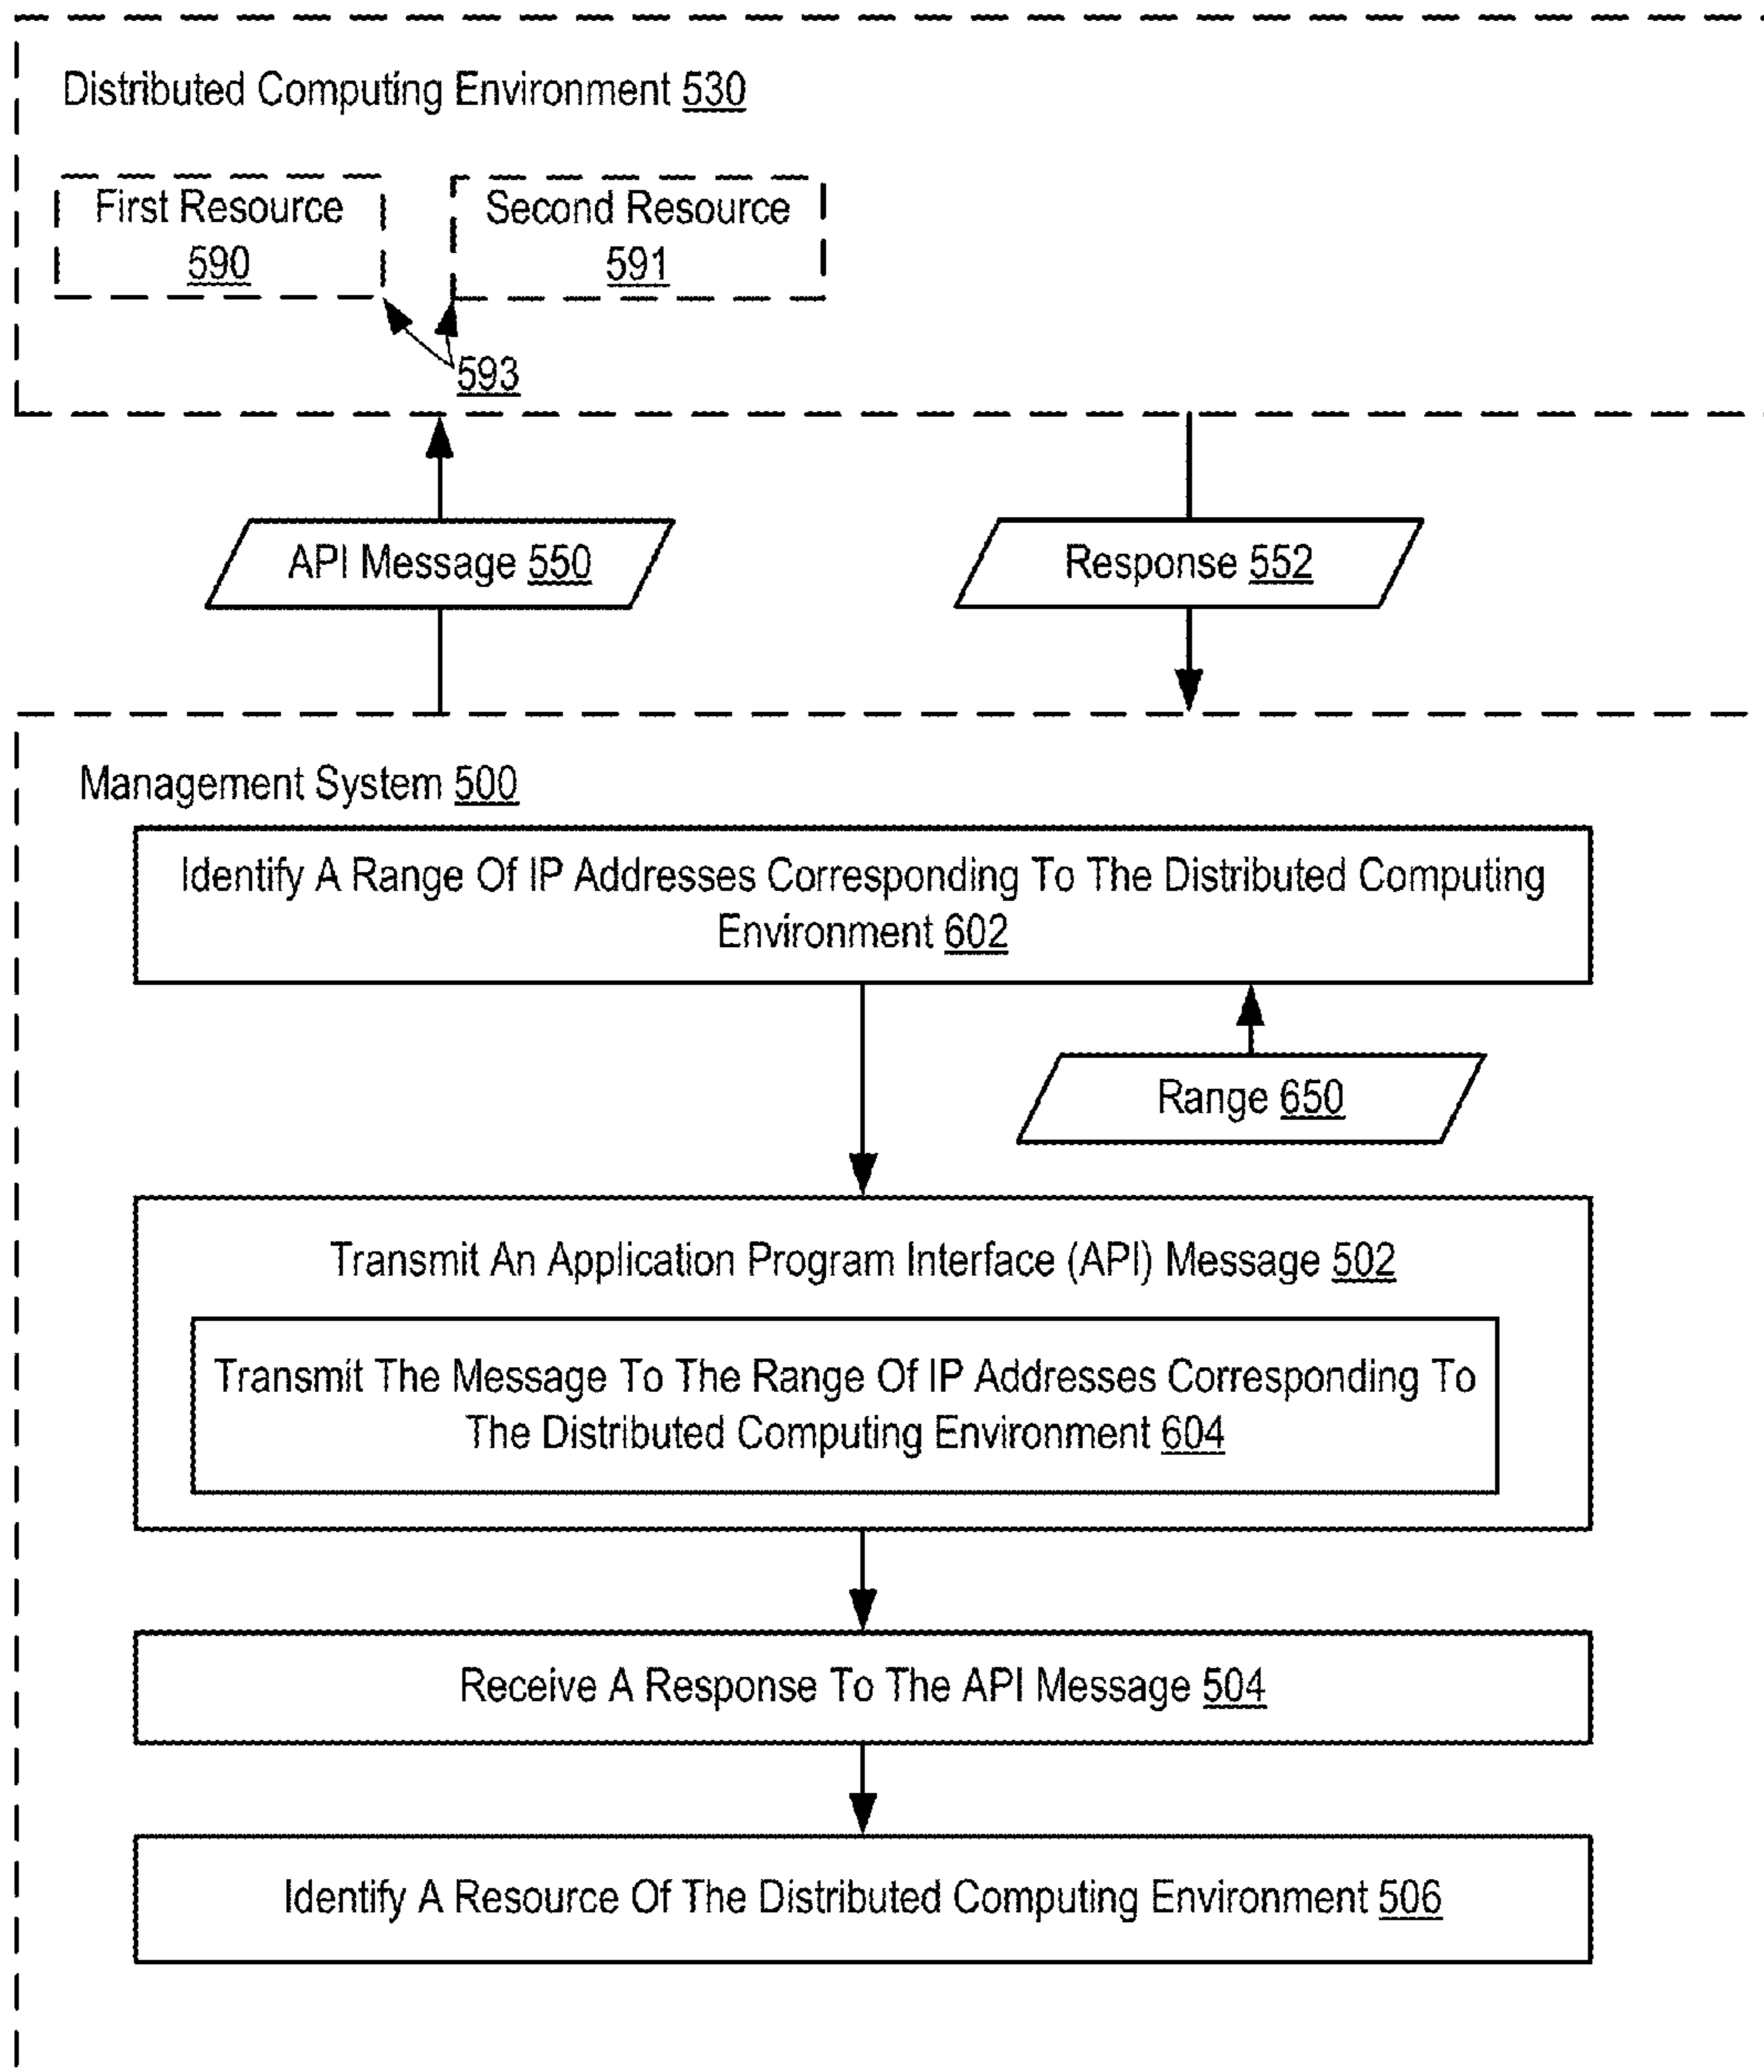 Distributed Computing Environment 530
First Resource
590
Second Resource
591
593
API Message 550
Response 552
Management System 500
Identify A Range Of IP Addresses Corresponding To The Distributed Computing
Environment 602
Range 650
Transmit An Application Program Interface (API) Message 502
Transmit The Message To The Range Of IP Addresses Corresponding To
The Distributed Computing Environment 604
Receive A Response To The API Message 504
Identify A Resource Of The Distributed Computing Environment 506